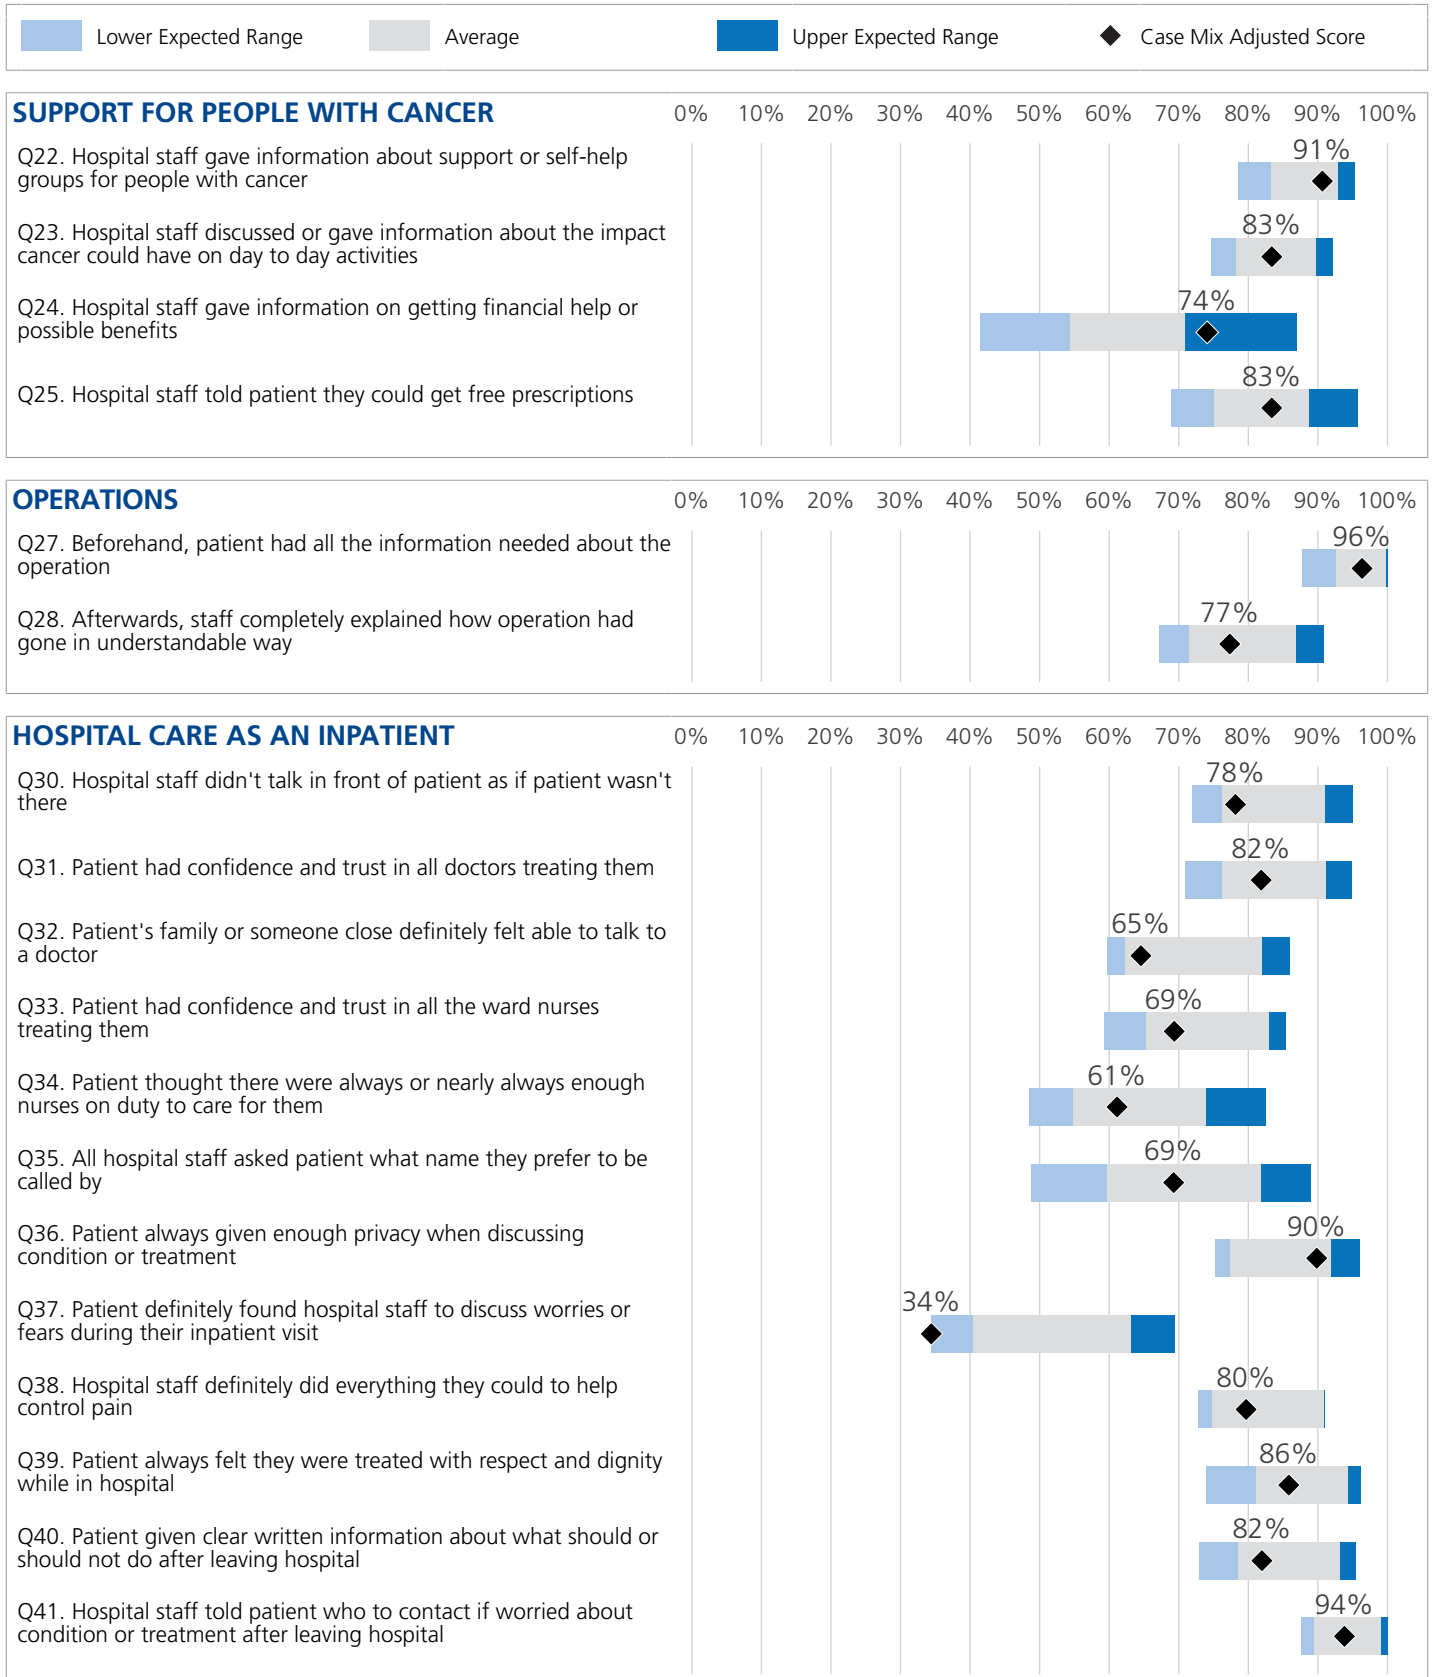 Lower Expected Range Average Upper Expected Range Case Mix Adjusted Score
SUPPORT FOR PEOPLE WITH CANCER 0% 10% 20% 30% 40% 50% 60% 70% 80% 90% 100%
Q22. Hospital staff gave information about support or self-help
groups for people with cancer
91%
Q23. Hospital staff discussed or gave information about the impact
cancer could have on day to day activities
83%
Q24. Hospital staff gave information on getting financial help or
possible benefits
74%
Q25. Hospital staff told patient they could get free prescriptions
83%
OPERATIONS 0% 10% 20% 30% 40% 50% 60% 70% 80% 90% 100%
Q27. Beforehand, patient had all the information needed about the
operation
96%
Q28. Afterwards, staff completely explained how operation had
gone in understandable way
77%
HOSPITAL CARE AS AN INPATIENT 0% 10% 20% 30% 40% 50% 60% 70% 80% 90% 100%
Q30. Hospital staff didn't talk in front of patient as if patient wasn't
there
78%
Q31. Patient had confidence and trust in all doctors treating them
82%
Q32. Patient's family or someone close definitely felt able to talk to
a doctor
65%
Q33. Patient had confidence and trust in all the ward nurses
treating them
69%
Q34. Patient thought there were always or nearly always enough
nurses on duty to care for them
61%
Q35. All hospital staff asked patient what name they prefer to be
called by
69%
Q36. Patient always given enough privacy when discussing
condition or treatment
90%
Q37. Patient definitely found hospital staff to discuss worries or
fears during their inpatient visit
34%
Q38. Hospital staff definitely did everything they could to help
control pain
80%
Q39. Patient always felt they were treated with respect and dignity
while in hospital
86%
Q40. Patient given clear written information about what should or
should not do after leaving hospital
82%
Q41. Hospital staff told patient who to contact if worried about
condition or treatment after leaving hospital
94%